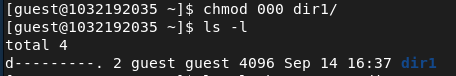 [guest@1032192035 ~]$ chmod 000 dir1/
[guest@1032192035 ~]$ ls -l
total 4
d---------. 2 guest guest 4096 Sep 14 16:37 dir1